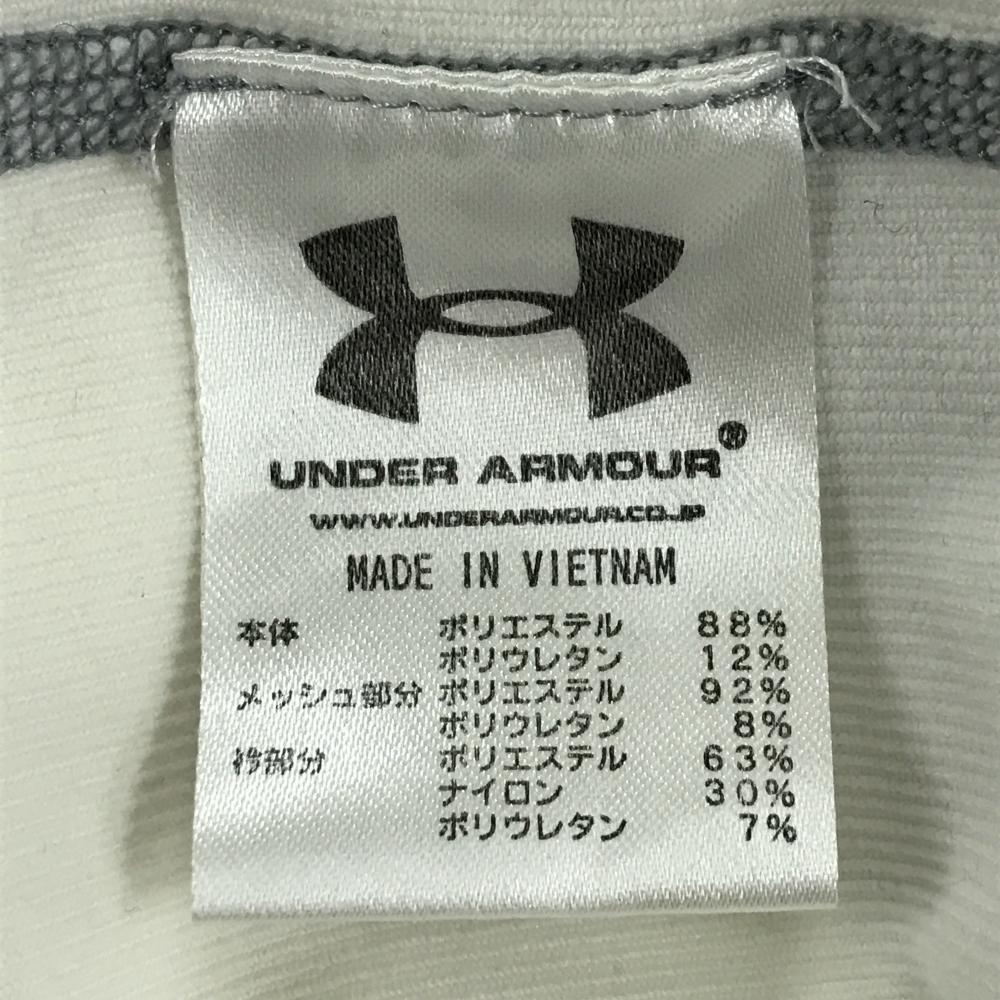 UNDER ARMOUR®
WWW.UNDERARMOUR.CO.JP
MADE IN VIETNAM
本体 ポリエステル 88%
ポリウレタン 12%
メッシュ部分 ポリエステル 92%
ポリウレタン 8%
衿部分 ポリエステル 63%
ナイロン 30%
ポリウレタン 7%